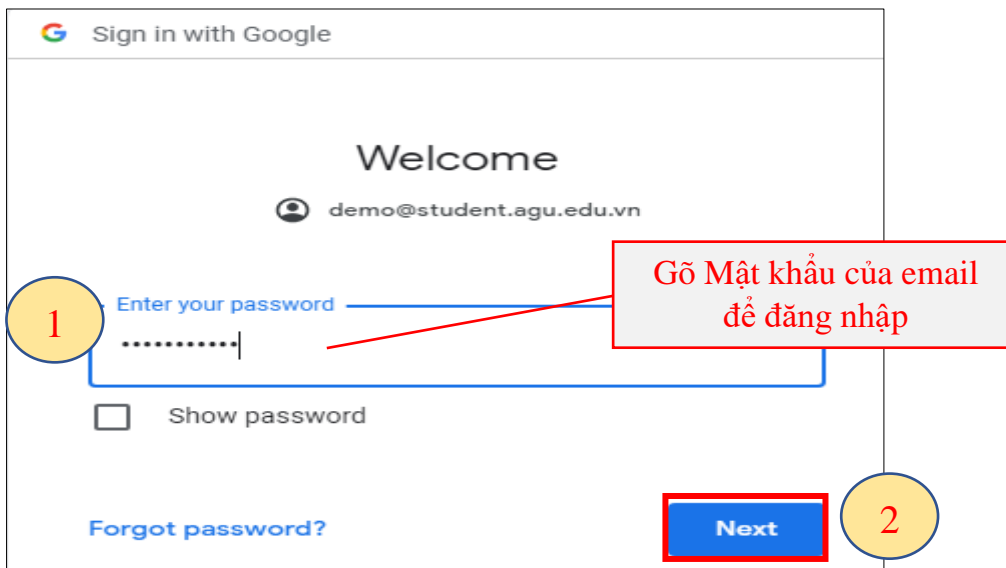 Sign in with Google
Welcome
demo@student.agu.edu.vn
Gõ Mật khẩu của email
để đăng nhập
1
Enter your password
•••••••••••
Show password
Forgot password?
Next
2